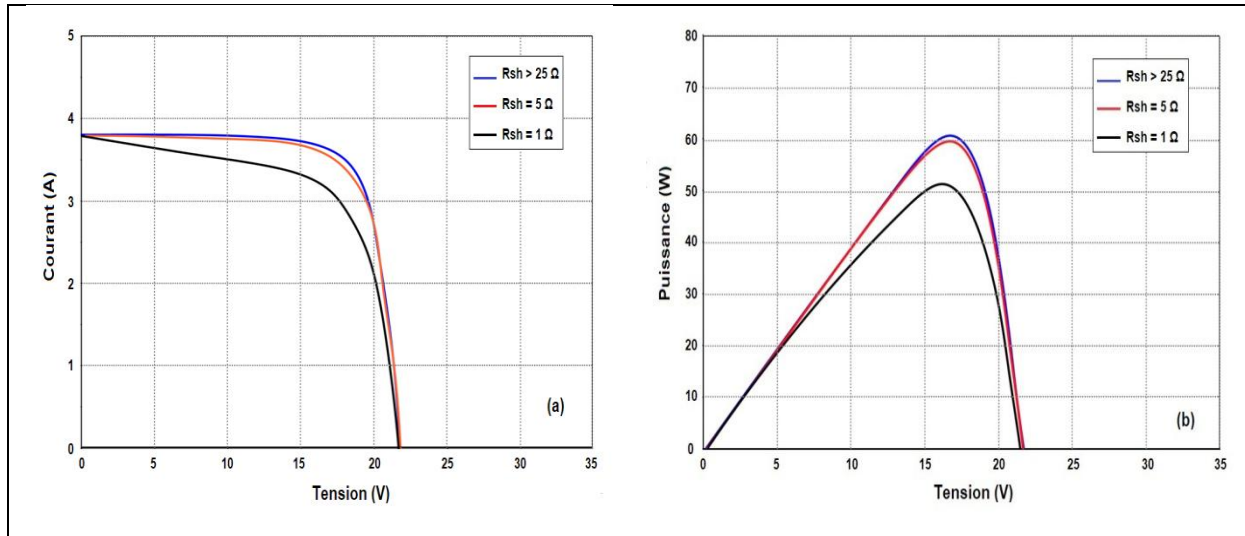 5
4
3
2
1
0
Courant (A)
Rsh > 25 Ω
Rsh = 5 Ω
Rsh = 1 Ω
(a)
0 5 10 15 20 25 30 35
Tension (V)
80
70
60
50
40
30
20
10
0
Puissance (W)
Rsh > 25 Ω
Rsh = 5 Ω
Rsh = 1 Ω
(b)
0 5 10 15 20 25 30 35
Tension (V)